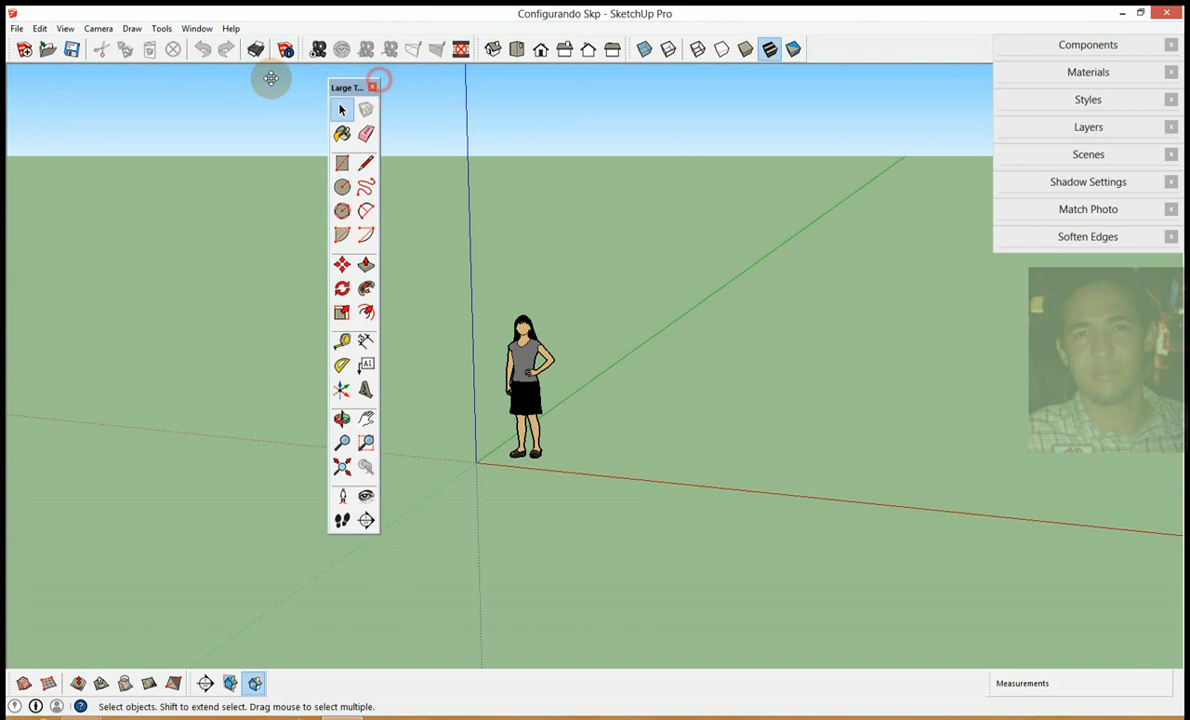 Configurando Skp - SketchUp Pro
File Edit View Camera Draw Tools Window Help
Components
Materials
Styles
Layers
Scenes
Shadow Settings
Match Photo
Soften Edges
Large T...
A1
Measurements
Select objects. Shift to extend select. Drag mouse to select multiple.